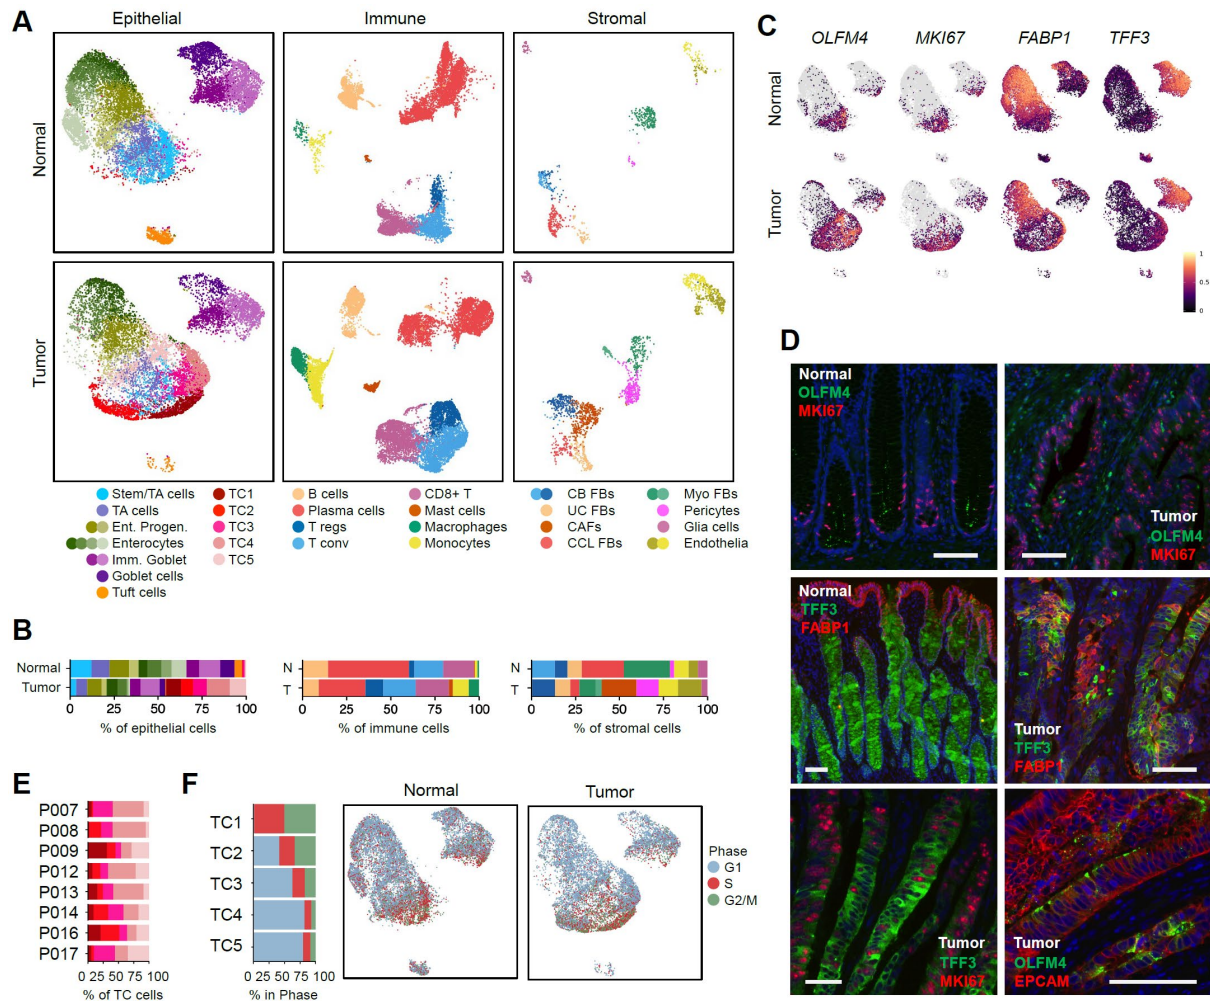 A
Epithelial
Immune
Stromal
Normal
Tumor
Stem/TA cells
TA cells
Ent. Progen.
Enterocytes
Imm. Goblet
Goblet cells
Tuft cells
TC1
TC2
TC3
TC4
TC5
B cells
Plasma cells
T regs
T conv
CD8+ T
Mast cells
Macrophages
Monocytes
CB FBs
UC FBs
CAFs
CCL FBs
Myo FBs
Pericytes
Glia cells
Endothelia
B
Normal
Tumor
0 25 50 75 100
% of epithelial cells
N
T
0 25 50 75 100
% of immune cells
N
T
0 25 50 75 100
% of stromal cells
C
OLFM4 MKI67 FABP1 TFF3
Normal
Tumor
1
0.5
0
D
Normal
OLFM4
MKI67
Tumor
OLFM4
MKI67
Normal
TFF3
FABP1
Tumor
TFF3
FABP1
Tumor
TFF3
MKI67
Tumor
OLFM4
EPCAM
E
P007
P008
P009
P012
P013
P014
P016
P017
0 25 50 75 100
% of TC cells
F
TC1
TC2
TC3
TC4
TC5
0 25 50 75 100
% in Phase
Normal
Tumor
Phase
G1
S
G2/M